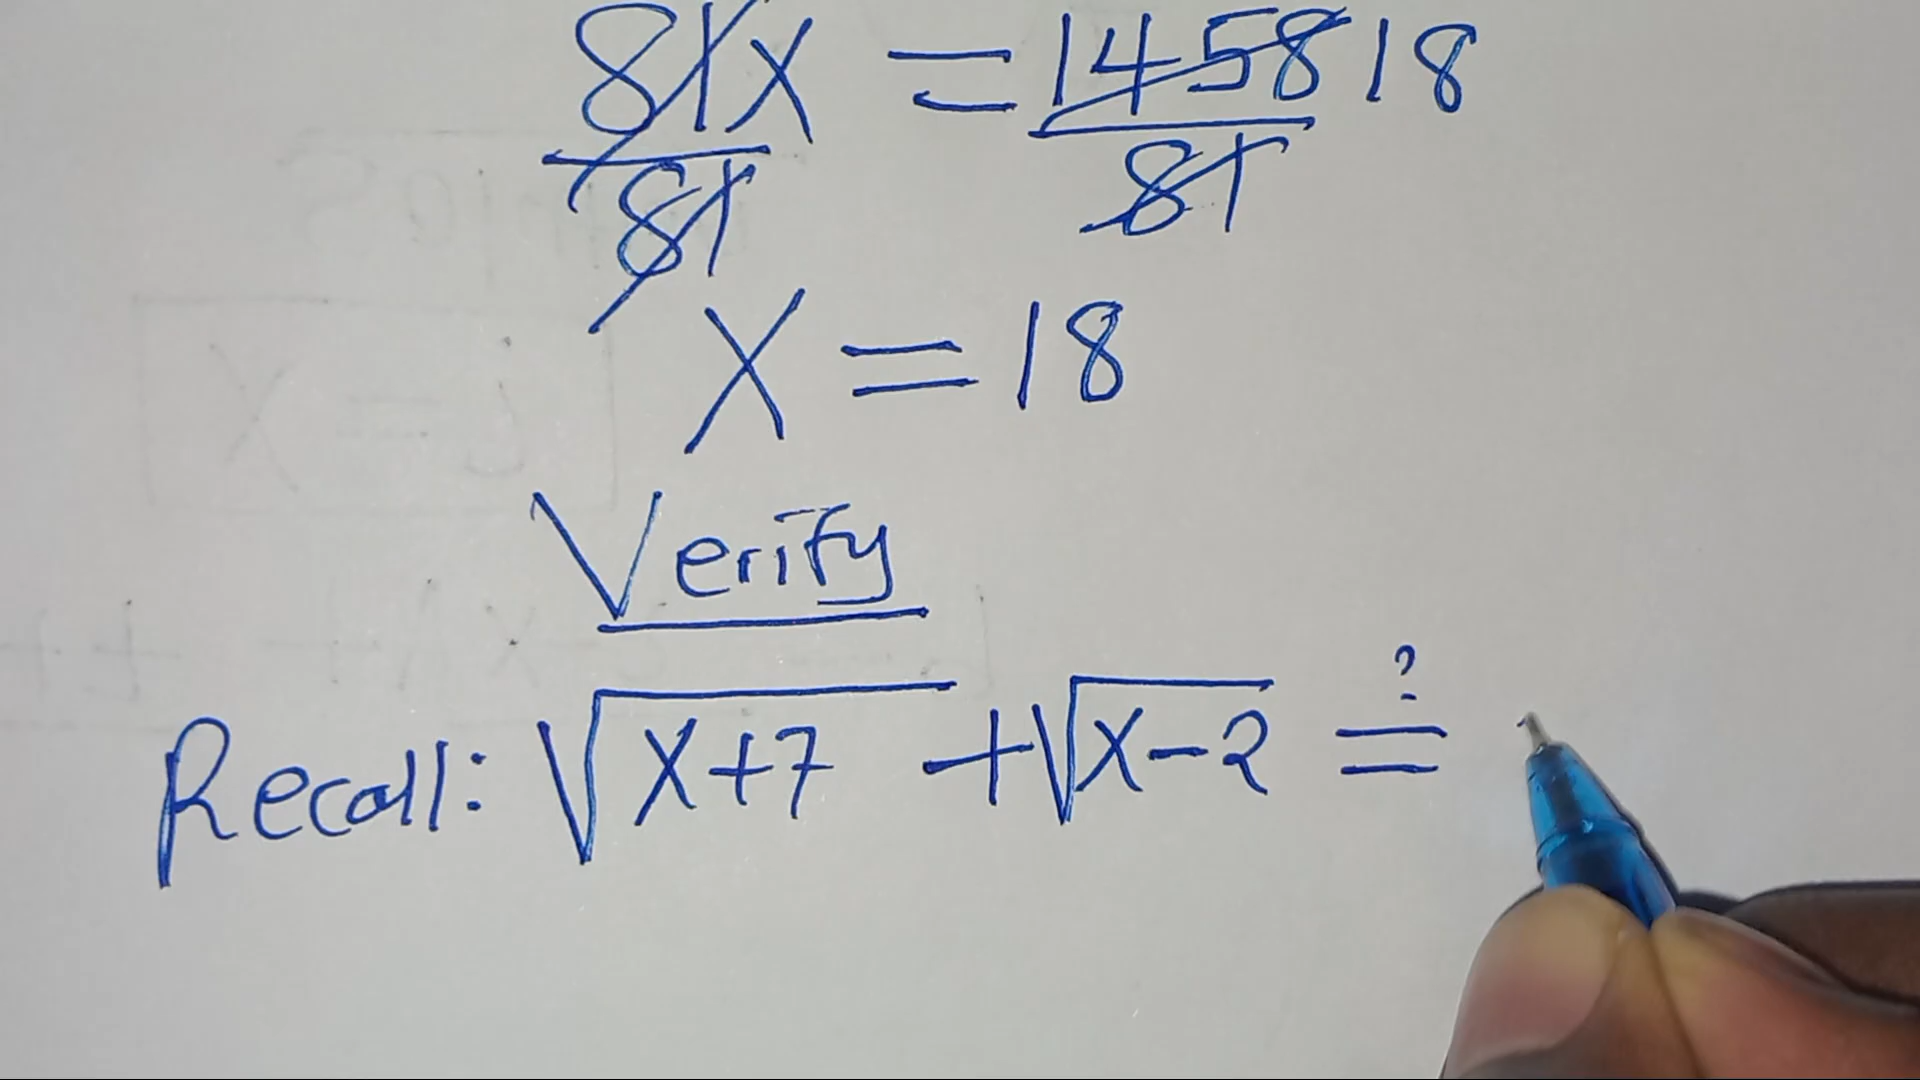 81x = 1458 18
81 81
X = 18
Verify
?
Recall: √x+7 + √x-2 =